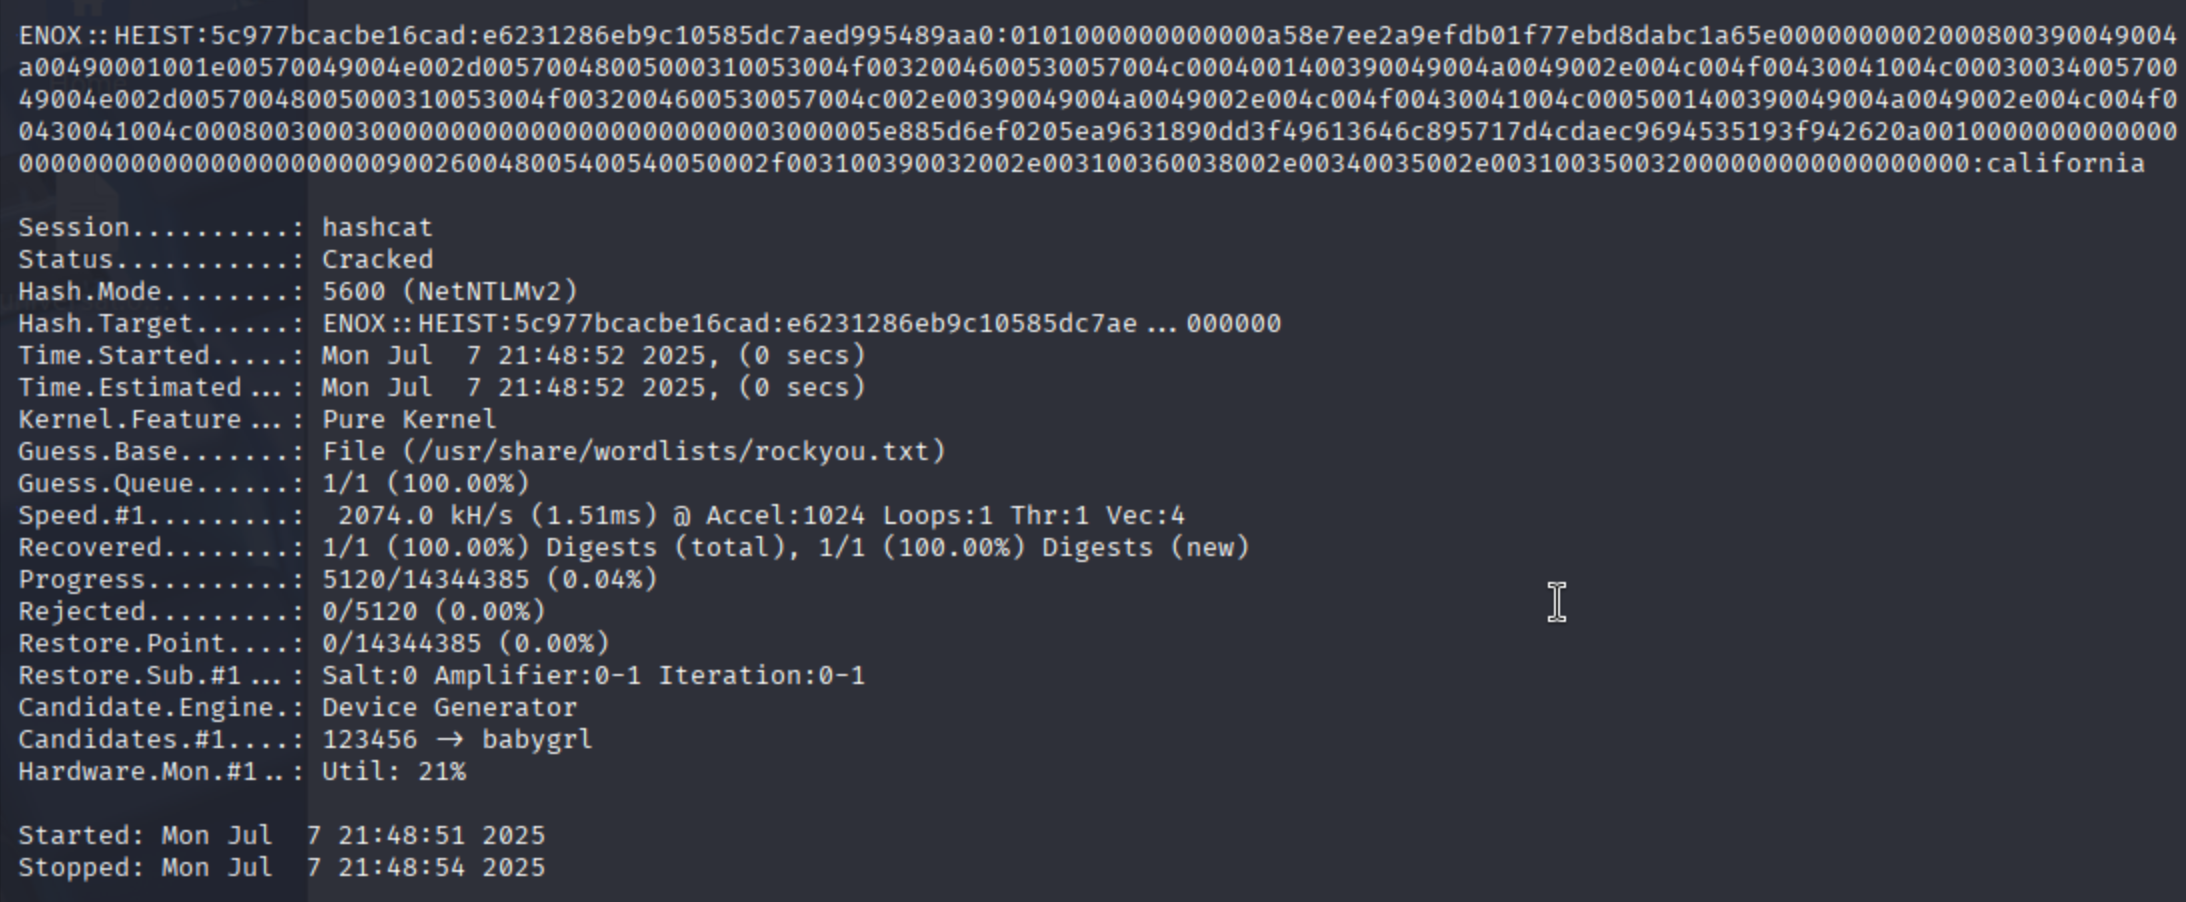 ENOX::HEIST:5c977bcacbe16cad:e6231286eb9c10585dc7aed995489aa0:0101000000000000a58e7ee2a9efdb01f77ebd8dabc1a65e0000000002000800390049004
a00490001001e00570049004e002d00570048005000310053004f0032004600530057004c0004001400390049004a0049002e004c004f00430041004c00030034005700
49004e002d00570048005000310053004f0032004600530057004c002e00390049004a0049002e004c004f00430041004c0005001400390049004a0049002e004c004f0
0430041004c0008003000300000000000000000000000003000005e885d6ef0205ea9631890dd3f49613646c895717d4cdaec9694535193f942620a0010000000000000
000000000000000000000000900260048005400540050002f003100390032002e003100360038002e00340035002e003100350032000000000000000000:california
Session..........: hashcat
Status...........: Cracked
Hash.Mode........: 5600 (NetNTLMv2)
Hash.Target......: ENOX::HEIST:5c977bcacbe16cad:e6231286eb9c10585dc7ae...000000
Time.Started.....: Mon Jul  7 21:48:52 2025, (0 secs)
Time.Estimated...: Mon Jul  7 21:48:52 2025, (0 secs)
Kernel.Feature...: Pure Kernel
Guess.Base.......: File (/usr/share/wordlists/rockyou.txt)
Guess.Queue......: 1/1 (100.00%)
Speed.#1.........:  2074.0 kH/s (1.51ms) @ Accel:1024 Loops:1 Thr:1 Vec:4
Recovered........: 1/1 (100.00%) Digests (total), 1/1 (100.00%) Digests (new)
Progress.........: 5120/14344385 (0.04%)
Rejected.........: 0/5120 (0.00%)
Restore.Point....: 0/14344385 (0.00%)
Restore.Sub.#1...: Salt:0 Amplifier:0-1 Iteration:0-1
Candidate.Engine.: Device Generator
Candidates.#1....: 123456 -> babygrl
Hardware.Mon.#1..: Util: 21%
Started: Mon Jul  7 21:48:51 2025
Stopped: Mon Jul  7 21:48:54 2025